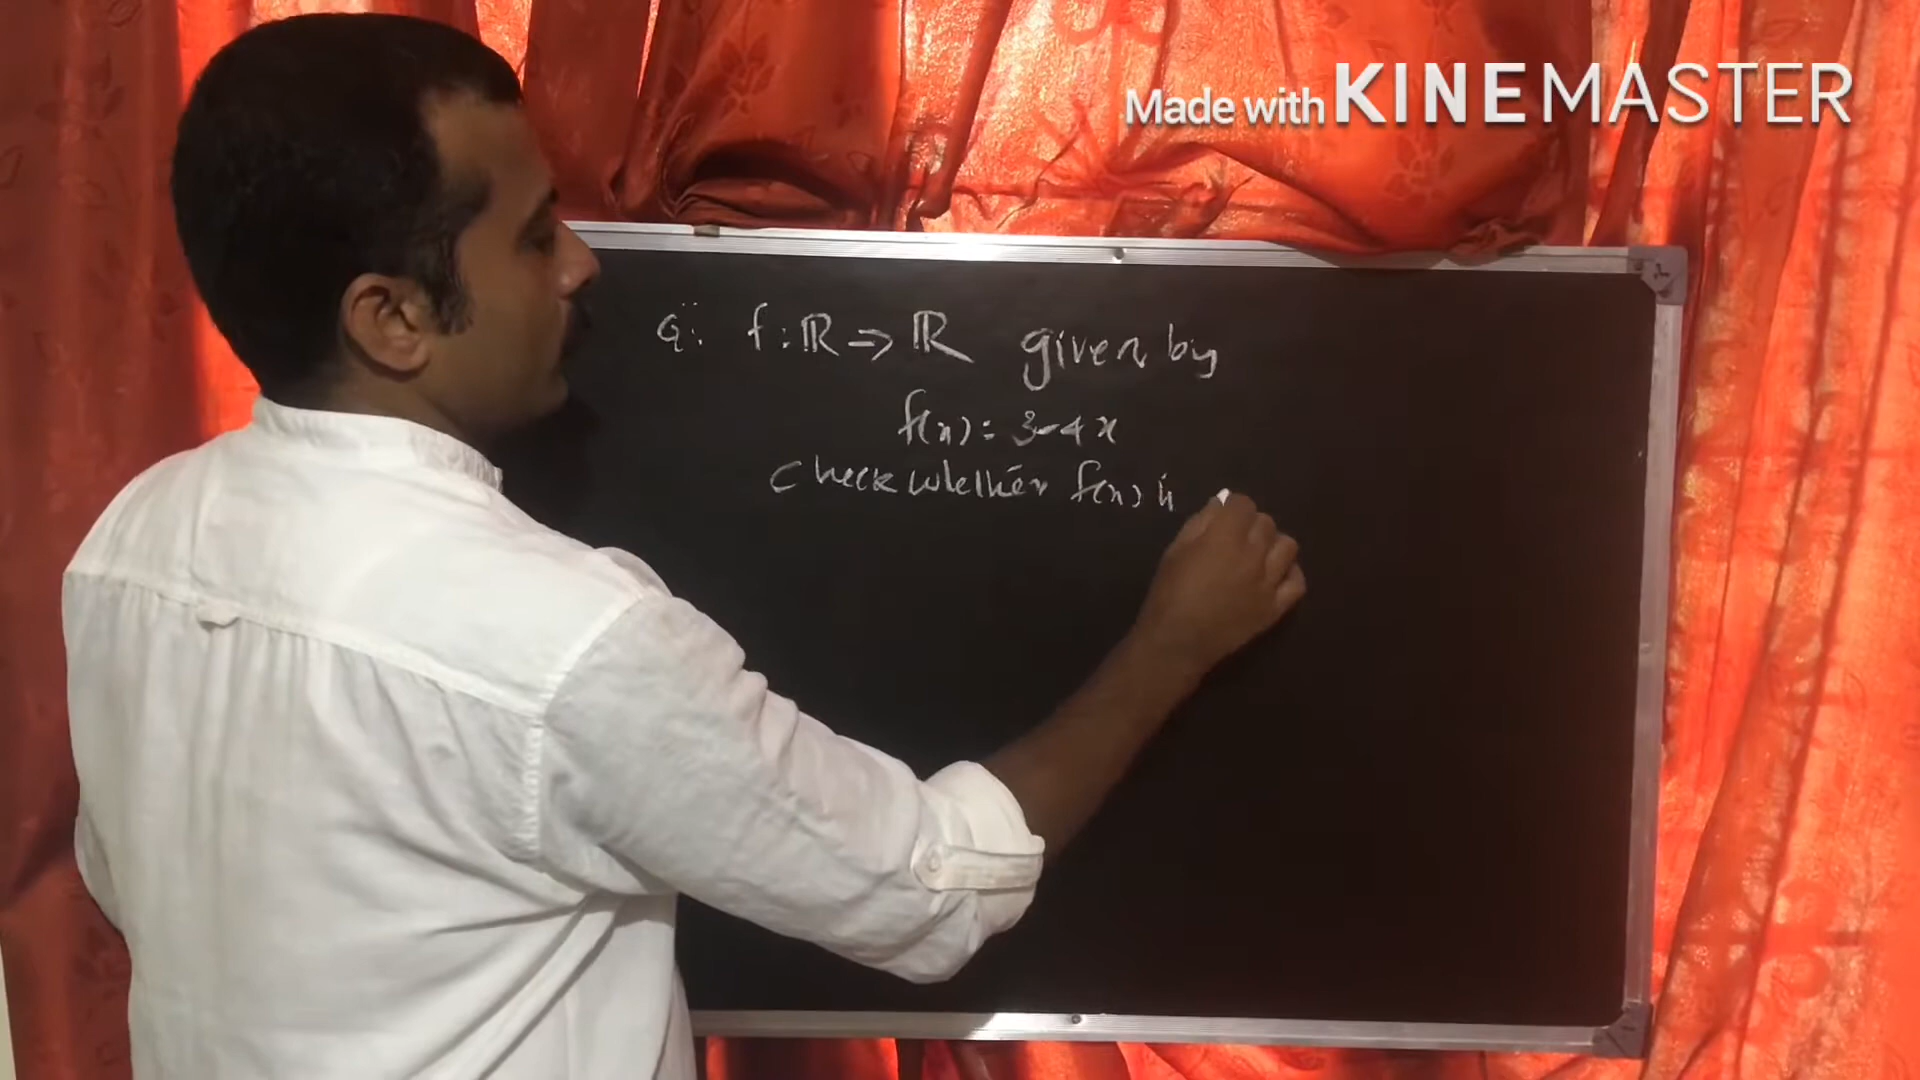 Made with KINEMASTER
Q: f: ℝ ⇒ ℝ given by
f(x) = 3-4x
Check whether f(x) is